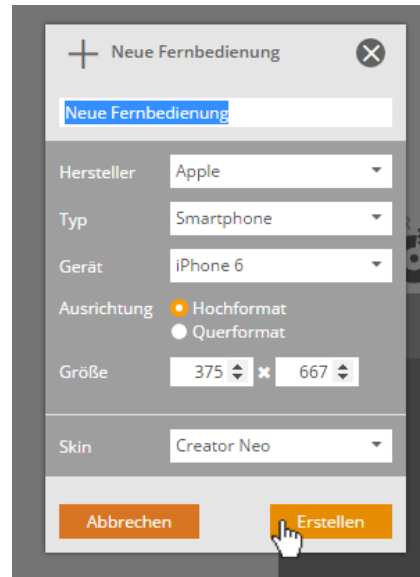 Neue Fernbedienung
Neue Fernbedienung
Hersteller Apple
Typ Smartphone
Gerät iPhone 6
Ausrichtung Hochformat
Querformat
Größe 375 × 667
Skin Creator Neo
Abbrechen Erstellen